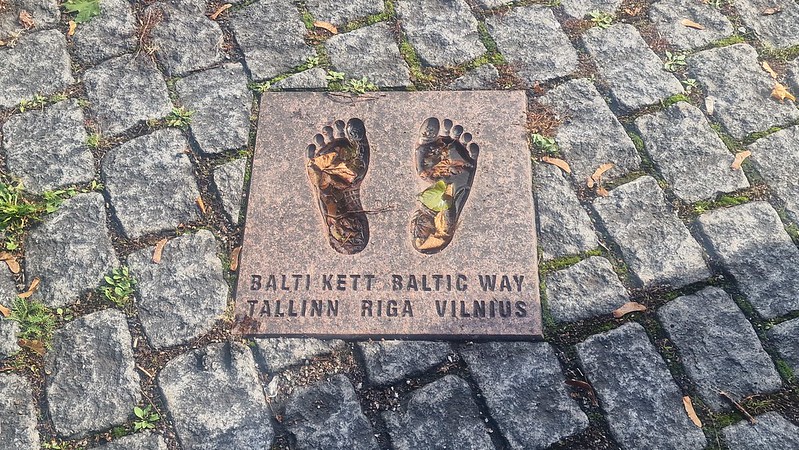 BALTI KETT BALTIC WAY
TALLINN RIGA VILNIUS